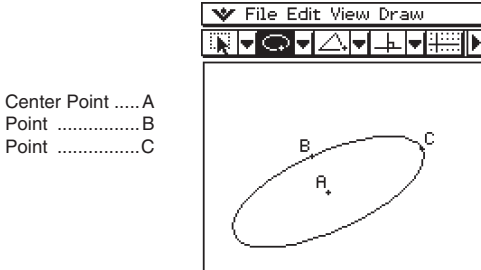 File Edit View Draw
Center Point .....A
Point ................B
Point ................C
B
C
A